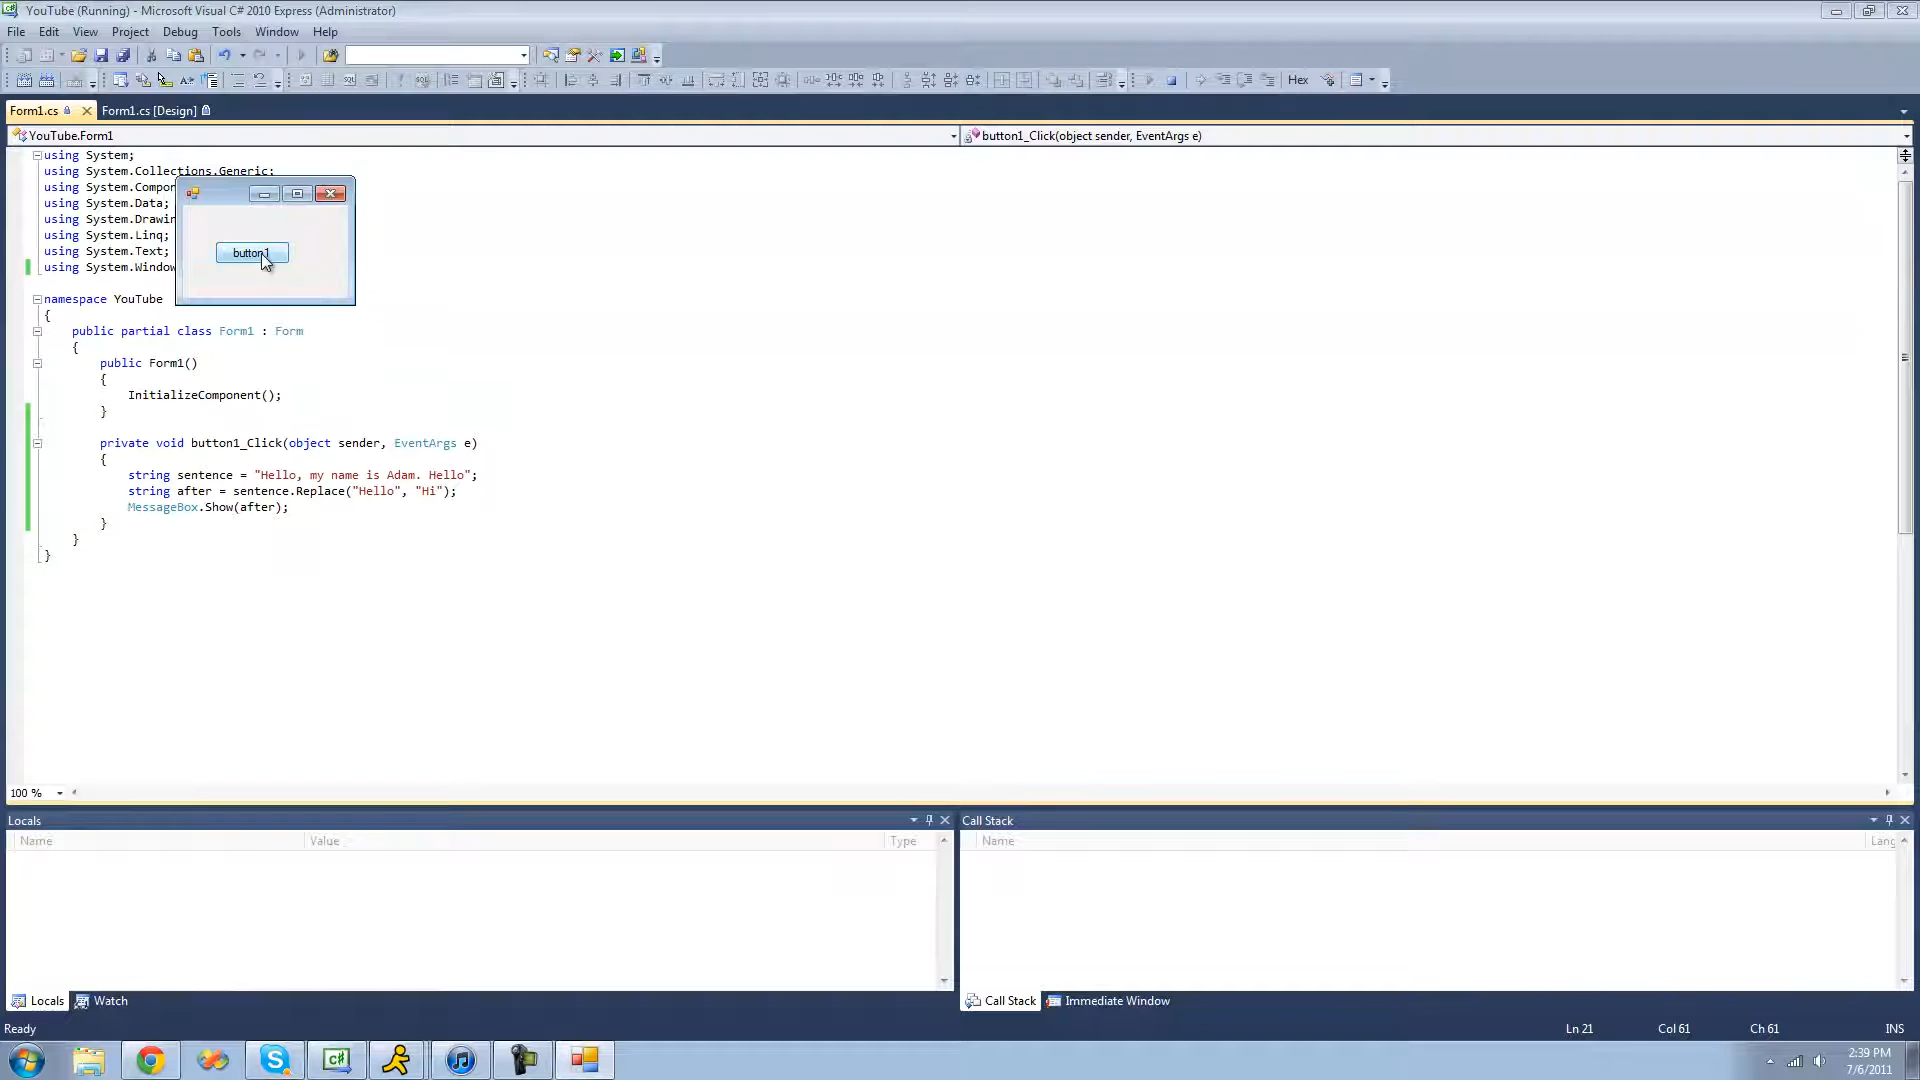 YouTube (Running) - Microsoft Visual C# 2010 Express (Administrator)
File Edit View Project Debug Tools Window Help
Hex
Form1.cs Form1.cs [Design]
YouTube.Form1 button1_Click(object sender, EventArgs e)
using System;
using System.Collections.Generic;
using System.Compon
using System.Data;
using System.Drawin
using System.Linq;
using System.Text;
using System.Window
button1
namespace YouTube
{
public partial class Form1 : Form
{
public Form1()
{
InitializeComponent();
}
private void button1_Click(object sender, EventArgs e)
{
string sentence = "Hello, my name is Adam. Hello";
string after = sentence.Replace("Hello", "Hi");
MessageBox.Show(after);
}
}
}
100 %
Locals Call Stack
Name Value Type Name Lang
Locals Watch Call Stack Immediate Window
Ready Ln 21 Col 61 Ch 61 INS
2:39 PM
7/6/2011